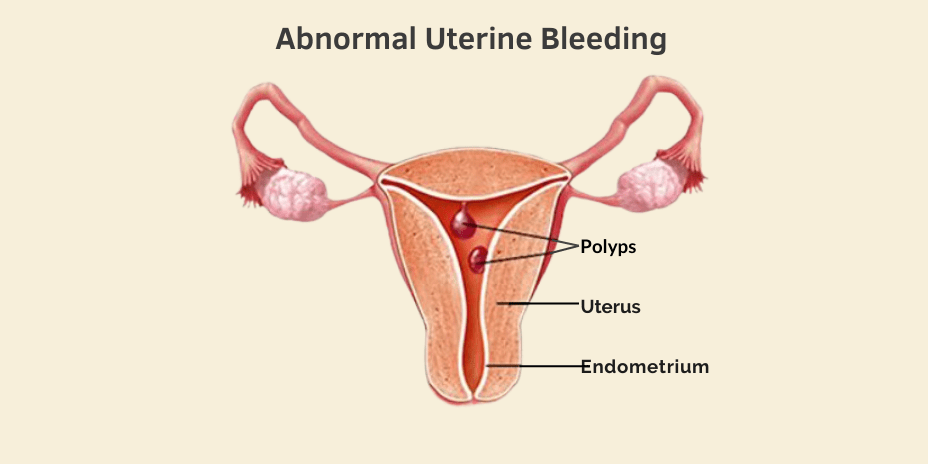 Abnormal Uterine Bleeding
Polyps
Uterus
Endometrium